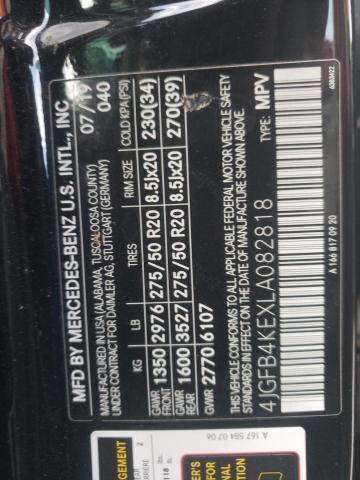 MFD BY MERCEDES-BENZ U.S. INTL., INC. 07/19
MANUFACTURED IN USA (ALABAMA, TUSCALOOSA COUNTY) 040
CONSTRUCTED FOR DAIMLER AG, STUTTGART (GERMANY)
KG LB TIRES RIM SIZE COLD KPA(PSI)
GAWR FRONT 1350 2976 275/50 R20 8.5Jx20 230(34)
GAWR REAR 1600 3527 275/50 R20 8.5Jx20 270(39)
GVWR 2770 6107
VEHICLE CONFORMS TO ALL APPLICABLE FEDERAL MOTOR VEHICLE SAFETY
STANDARDS IN EFFECT ON THE DATE OF MANUFACTURE SHOWN ABOVE.
4JGFB4KEXLA082818 TYPE: MPV
A 166 817 09 20
6380422
A 167 584 07 06